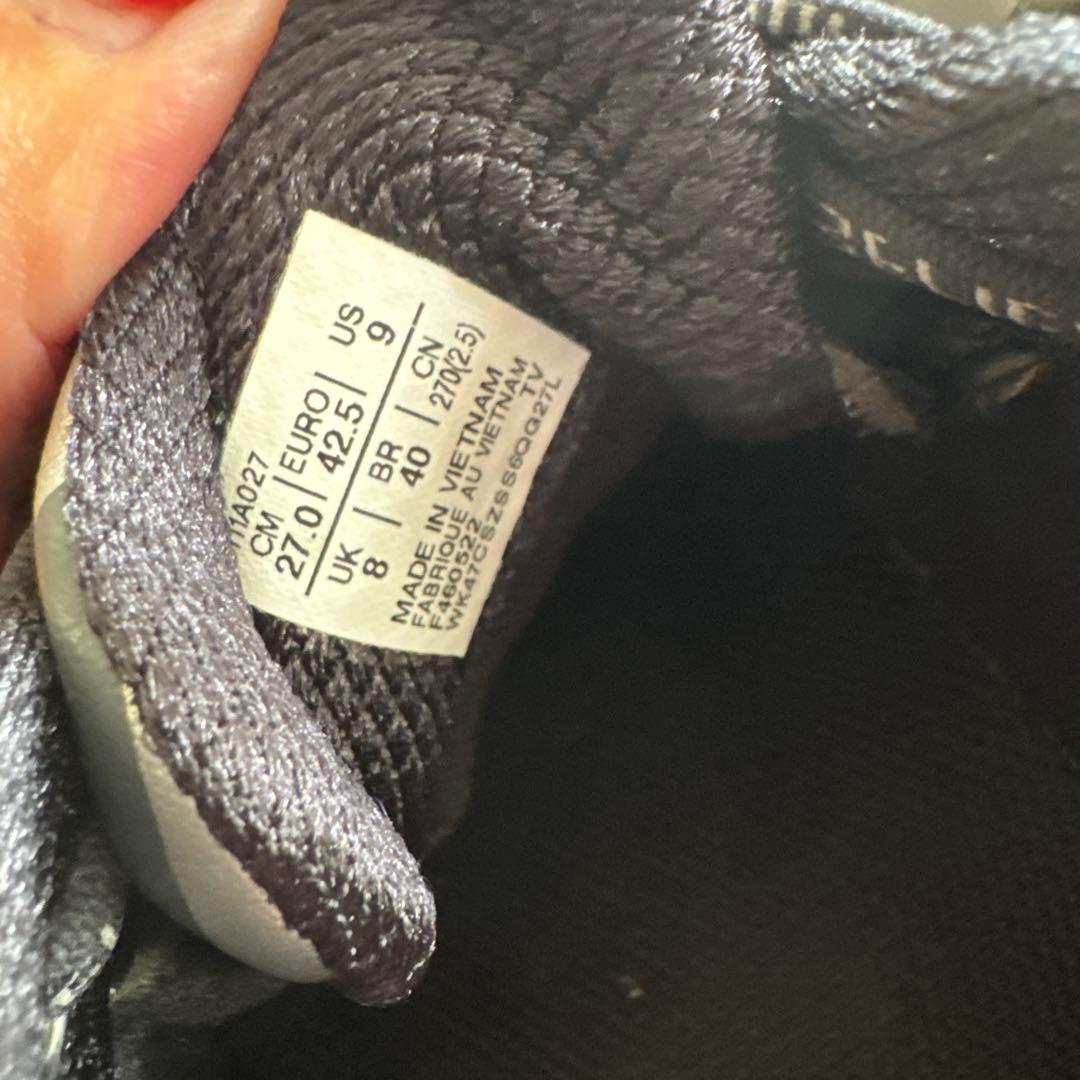 11A027
CM | EURO | US
27.0 | 42.5 | 9
UK | BR | CN
8 40 270(2.5)
MADE IN VIETNAM
FABRIQUE AU VIETNAM
F460522 TV
WK47CSZSS6QG27L